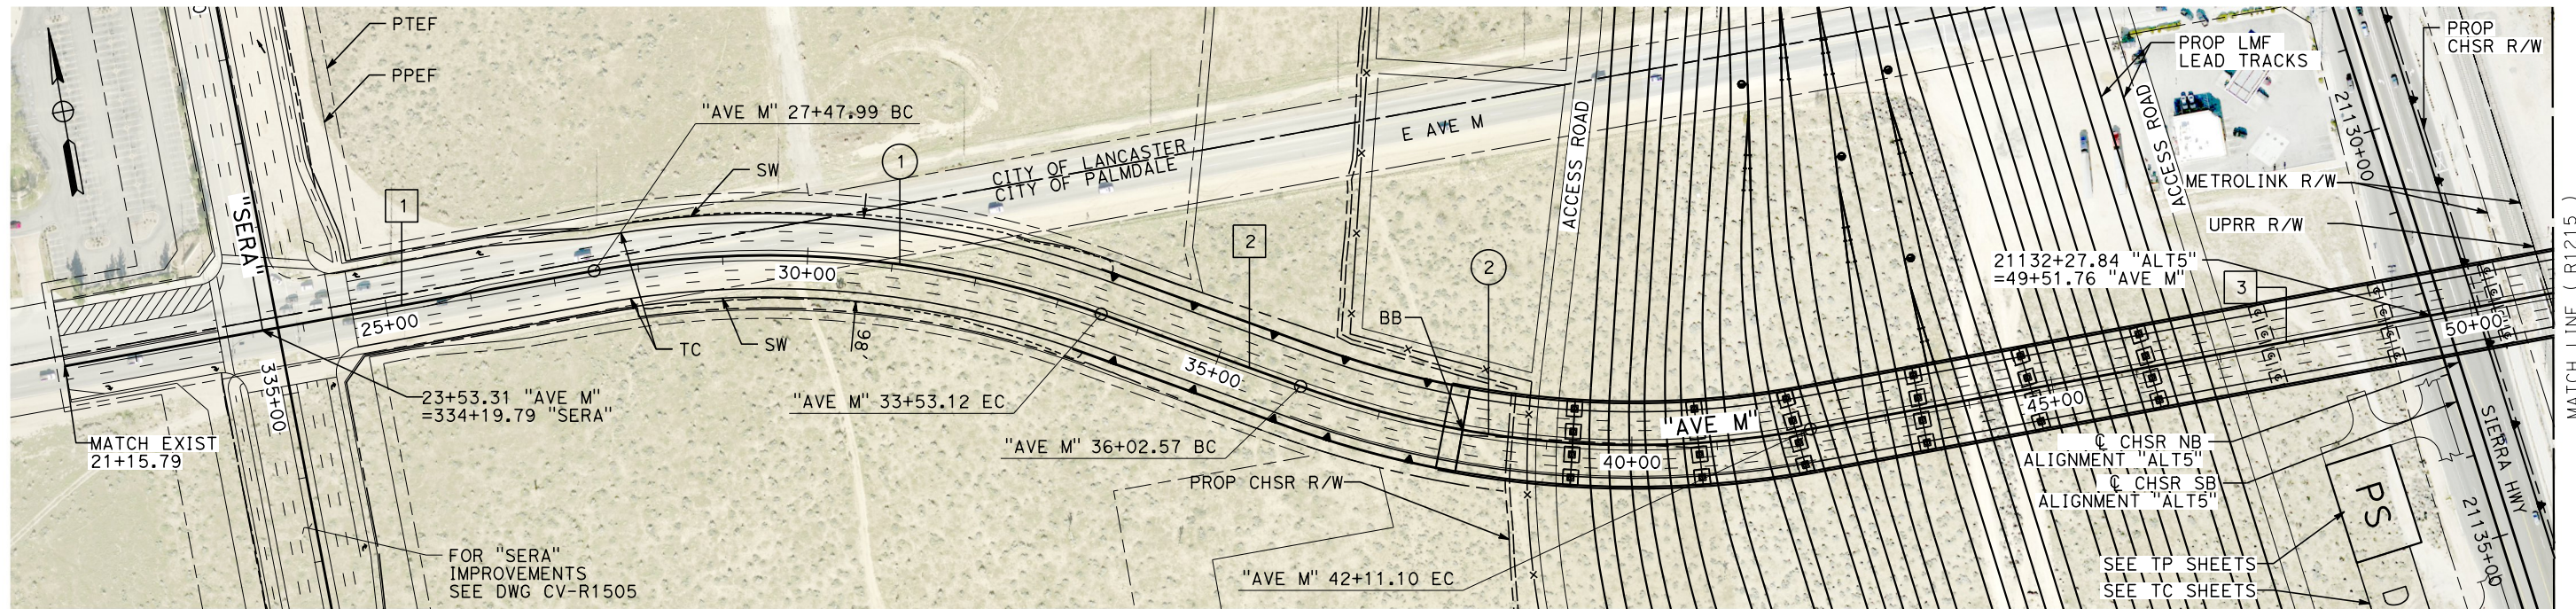 PTEF
PPEF
"SERA"
1
"AVE M" 27+47.99 BC
SW
1
CITY OF LANCASTER
CITY OF PALMDALE
E AVE M
ACCESS ROAD
PROP LMF
LEAD TRACKS
PROP
CHSR R/W
21130+00
ACCESS ROAD
METROLINK R/W
UPRR R/W
21132+27.84 "ALT5"
=49+51.76 "AVE M"
3
50+00
MATCH LINE (R1215)
25+00
30+00
2
2
BB
TC
SW
86'
35+00
335+00
23+53.31 "AVE M"
=334+19.79 "SERA"
"AVE M" 33+53.12 EC
"AVE M" 36+02.57 BC
MATCH EXIST
21+15.79
"AVE M"
40+00
45+00
PROP CHSR R/W
℄ CHSR NB
ALIGNMENT "ALT5"
℄ CHSR SB
ALIGNMENT "ALT5"
SIERRA HWY
PS
21135+00
FOR "SERA"
IMPROVEMENTS
SEE DWG CV-R1505
"AVE M" 42+11.10 EC
SEE TP SHEETS
SEE TC SHEETS